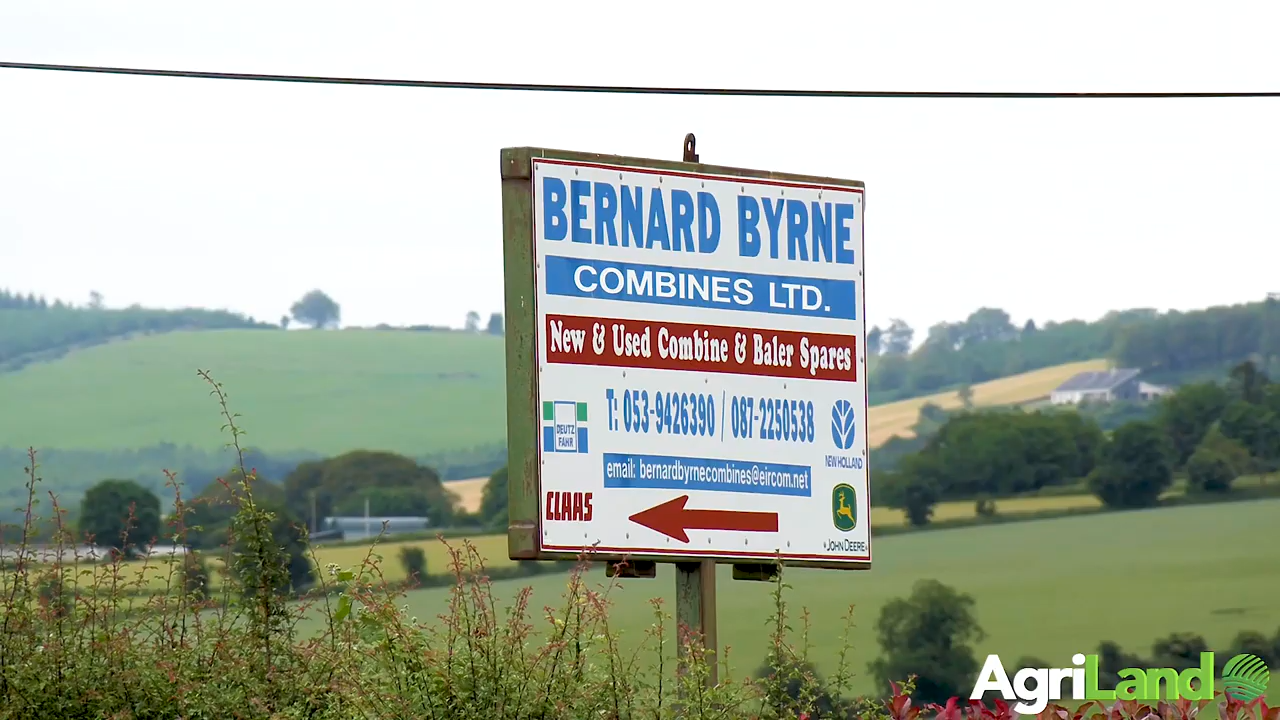 BERNARD BYRNE
COMBINES LTD.
New & Used Combine & Baler Spares
T: 053-9426390 / 087-2250538
DEUTZ
FAHR
NEW HOLLAND
email: bernardbyrnecombines@eircom.net
CLAAS
JOHN DEERE
AgriLand